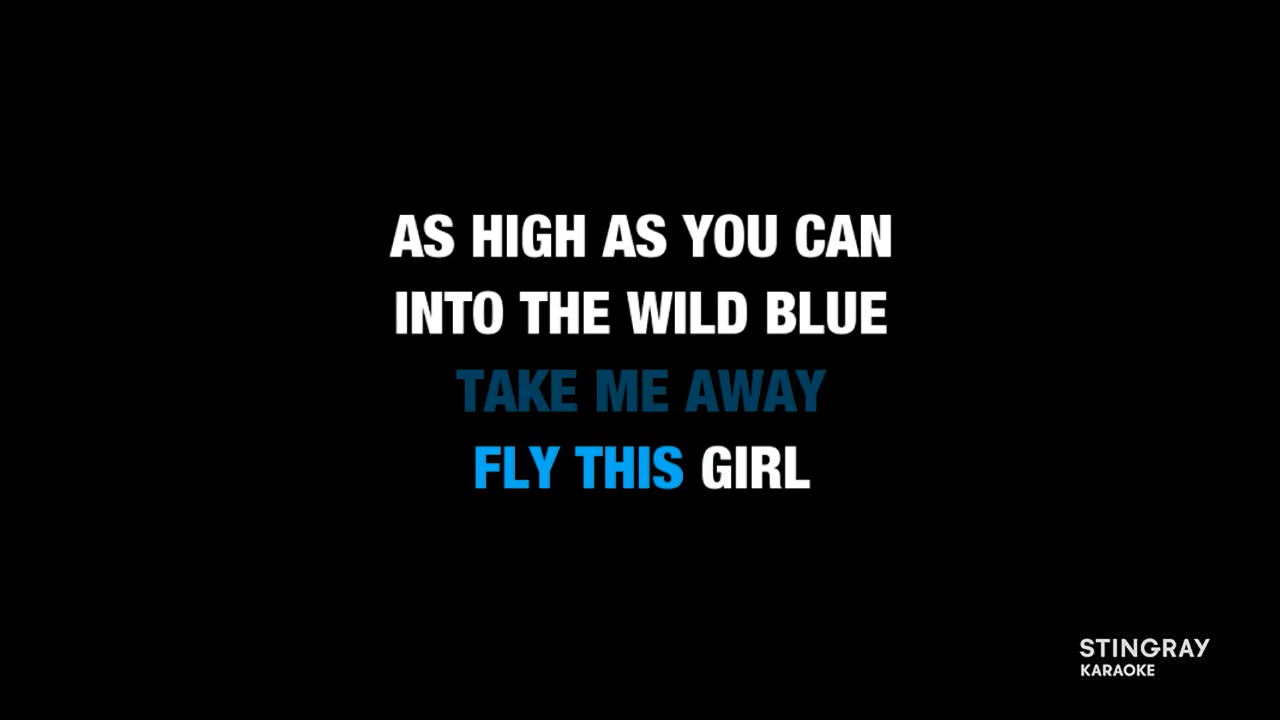 AS HIGH AS YOU CAN
INTO THE WILD BLUE
TAKE ME AWAY
FLY THIS GIRL
STINGRAY
KARAOKE